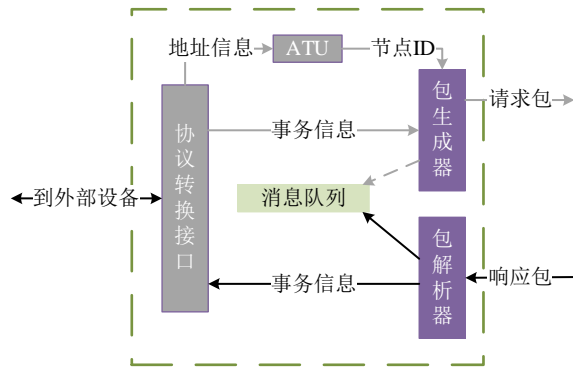 地址信息
ATU
节点ID
包生成器
请求包
协议转换接口
事务信息
到外部设备
消息队列
包解析器
响应包
事务信息